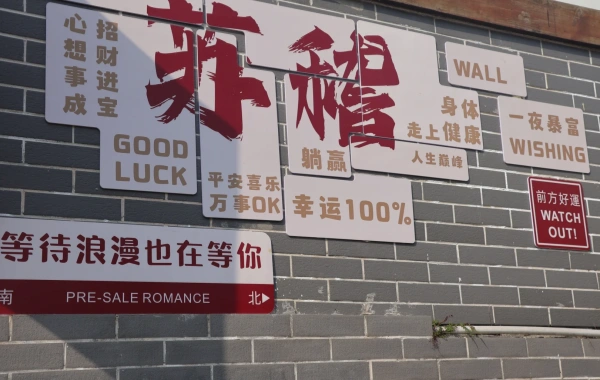 心想事成
招财进宝
苏稽
WALL
GOOD
LUCK
平安喜乐
万事OK
躺赢
身体
走上健康
人生巅峰
幸运100%
一夜暴富
WISHING
前方好運
WATCH
OUT!
等待浪漫也在等你
南 PRE-SALE ROMANCE 北